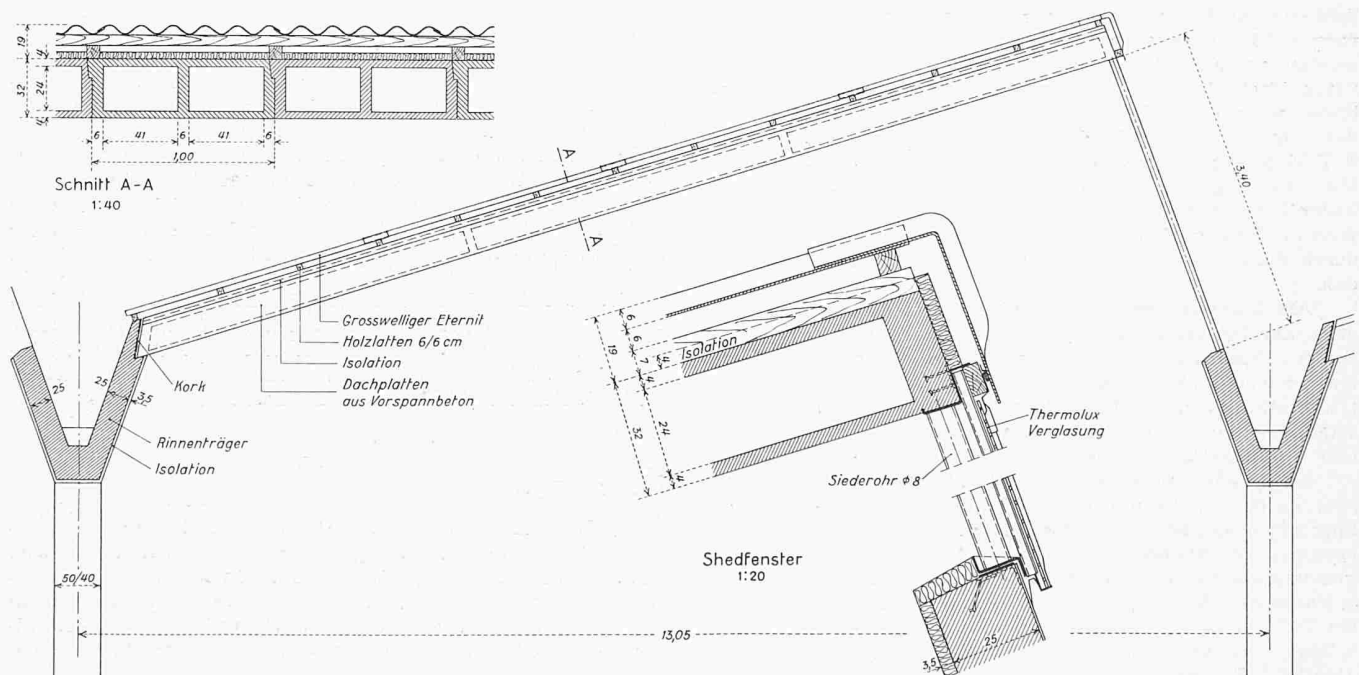 19
4
32
24
4
6
41
6
41
6
1,00
Schnitt A-A
1:40
A
A
3,40
Grosswelliger Eternit
Holzlatten 6/6 cm
Isolation
Dachplatten
aus Vorspannbeton
Kork
25
25
3,5
Rinnenträger
Isolation
50/40
6
6
7
4
19
4
Isolation
24
32
4
Thermolux
Verglasung
Siederohr ϕ 8
Shedfenster
1:20
13,05
3,5
25